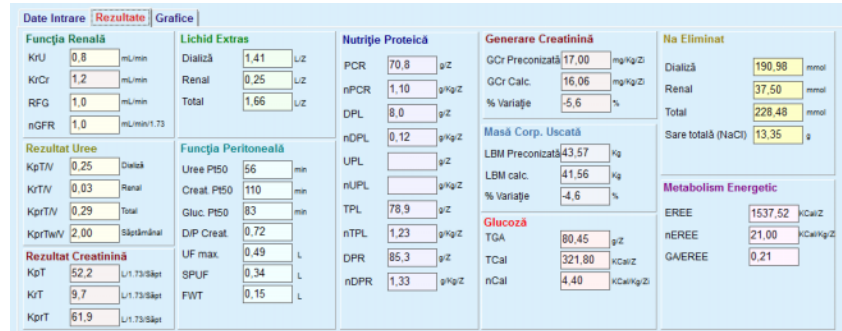 Date Intrare Rezultate Grafice
Funcţia Renală
KrU 0,8 mL/min
KrCr 1,2 mL/min
RFG 1,0 mL/min
nGFR 1,0 mL/min/1.73
Rezultat Uree
KpT/V 0,25 Dializă
KrT/V 0,03 Renal
KprT/V 0,29 Total
KprTw/V 2,00 Săptămânal
Rezultat Creatinină
KpT 52,2 L/1.73/Săpt
KrT 9,7 L/1.73/Săpt
KprT 61,9 L/1.73/Săpt
Lichid Extras
Dializă 1,41 L/Z
Renal 0,25 L/Z
Total 1,66 L/Z
Funcţia Peritoneală
Uree Pt50 56 min
Creat. Pt50 110 min
Gluc. Pt50 83 min
D/P Creat. 0,72
UF max. 0,49 L
SPUF 0,34 L
FWT 0,15 L
Nutriţie Proteică
PCR 70,8 g/Z
nPCR 1,10 g/Kg/Z
DPL 8,0 g/Z
nDPL 0,12 g/Kg/Z
UPL g/Z
nUPL g/Kg/Z
TPL 78,9 g/Z
nTPL 1,23 g/Kg/Z
DPR 85,3 g/Z
nDPR 1,33 g/Kg/Z
Generare Creatinină
GCr Preconizată 17,00 mg/Kg/Zi
GCr Calc. 16,06 mg/Kg/Zi
% Variaţie -5,6 %
Masă Corp. Uscată
LBM Preconizată 43,57 Kg
LBM calc. 41,56 Kg
% Variaţie -4,6 %
Glucoză
TGA 80,45 g/Z
TCal 321,80 KCal/Z
nCal 4,40 KCal/Kg/Zi
Na Eliminat
Dializă 190,98 mmol
Renal 37,50 mmol
Total 228,48 mmol
Sare totală (NaCl) 13,35 g
Metabolism Energetic
EREE 1537,52 KCal/Z
nEREE 21,00 KCal/Kg/Z
GA/EREE 0,21